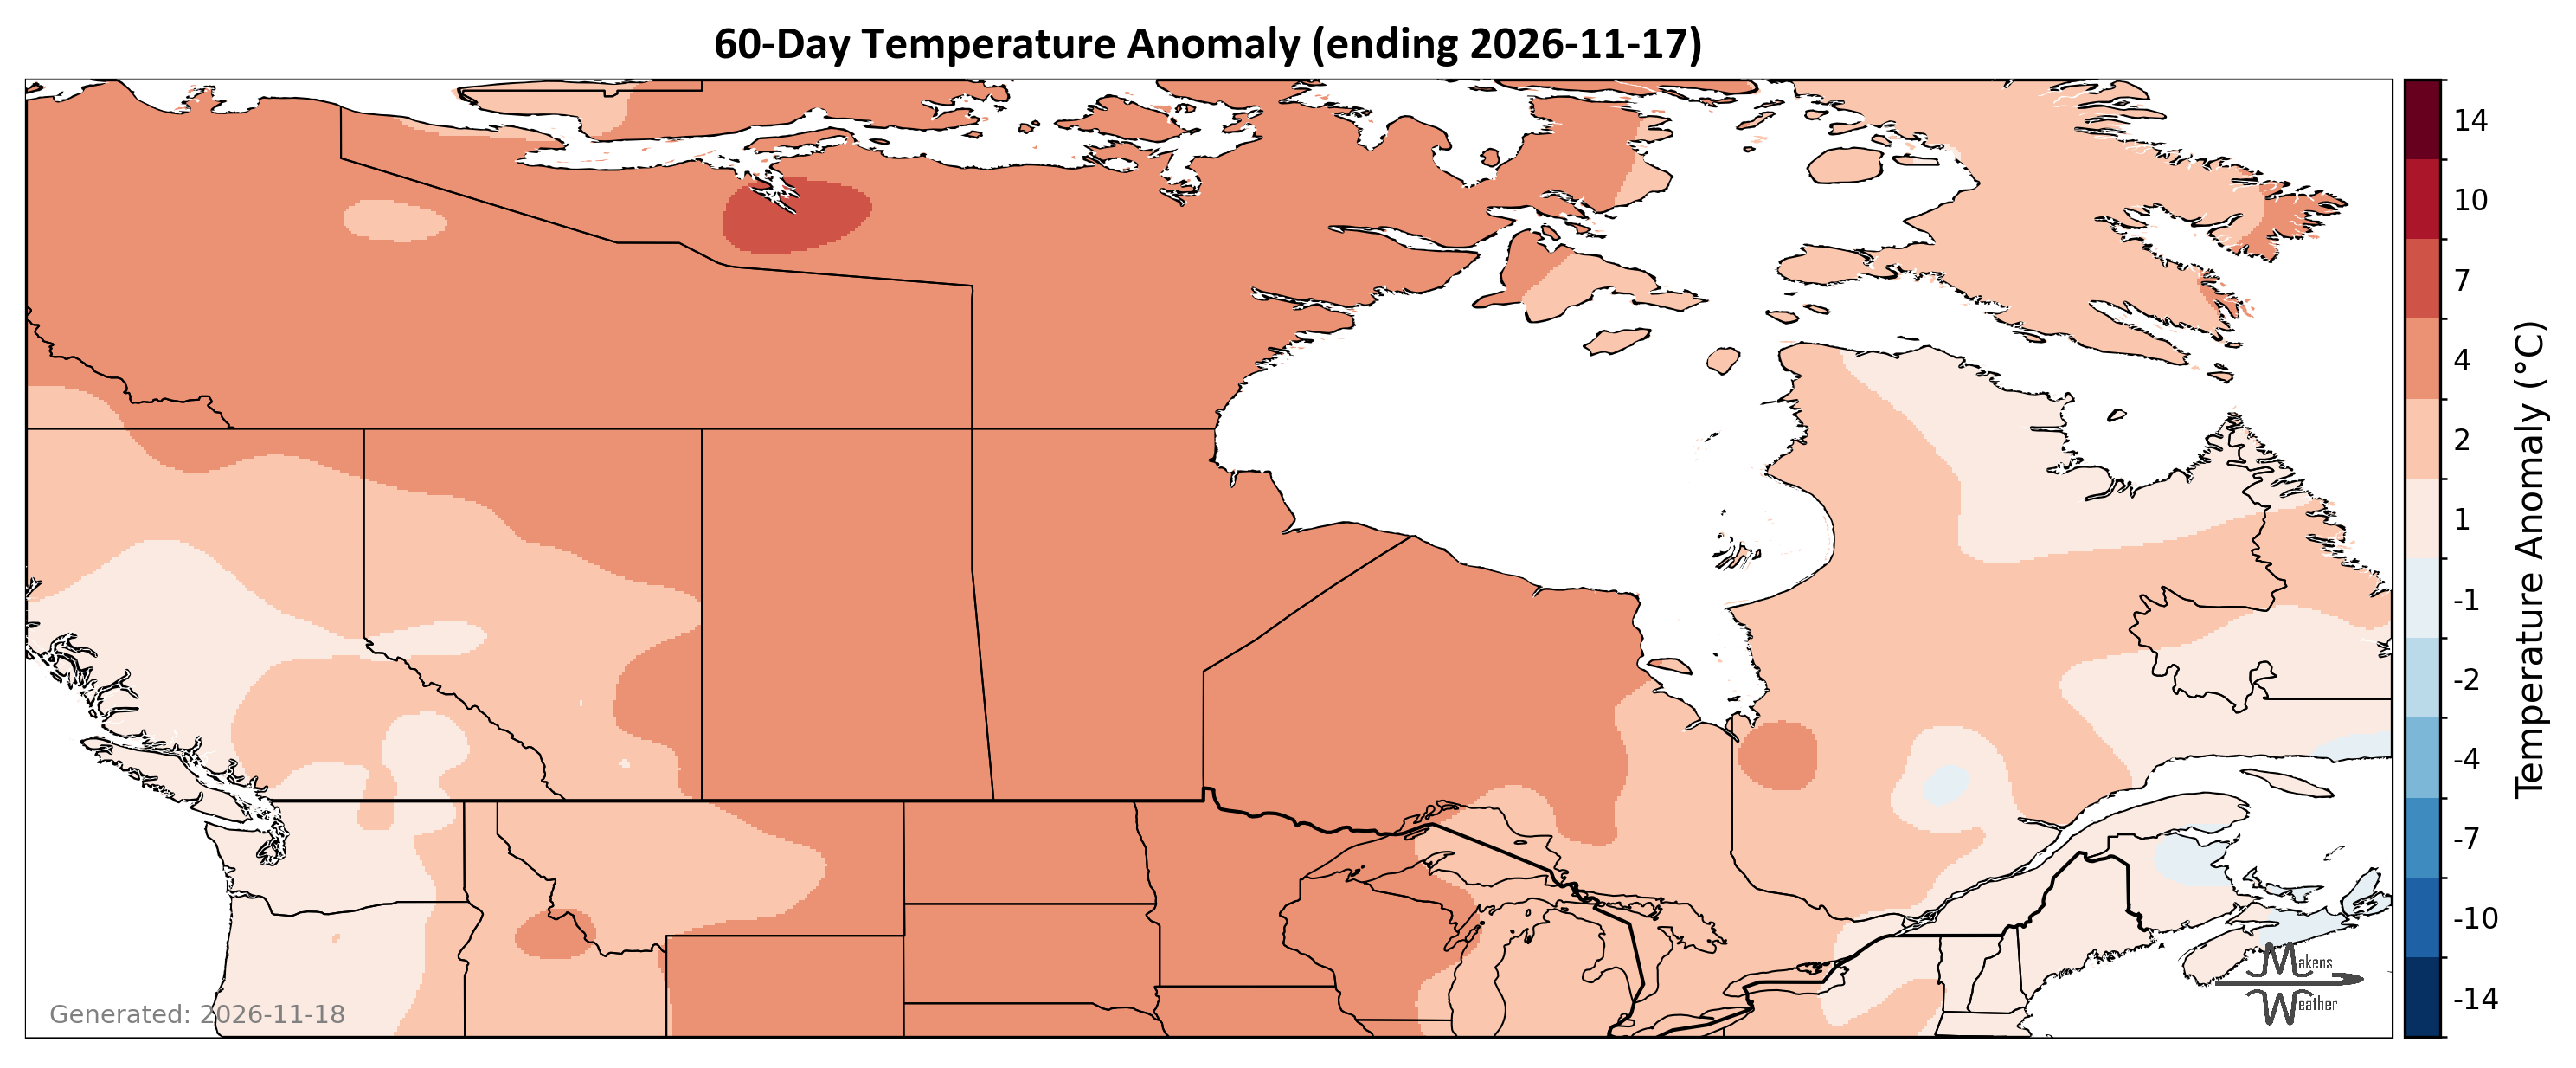 60-Day Temperature Anomaly (ending 2026-11-17)
14
10
7
4
2
1
-1
-2
-4
-7
-10
-14
Temperature Anomaly (°C)
Generated: 2026-11-18
Makens
Weather